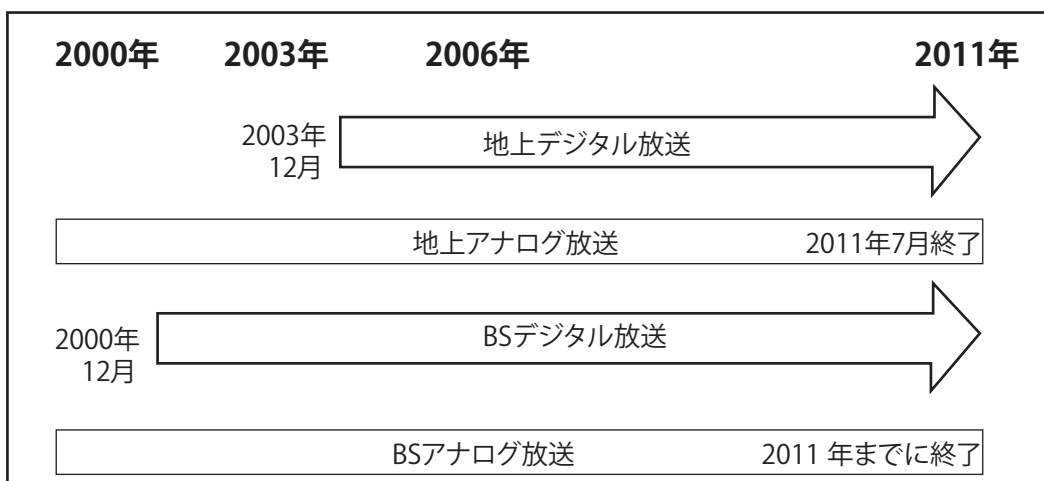 2000年 2003年 2006年 2011年
2003年
12月
地上デジタル放送
地上アナログ放送 2011年7月終了
2000年
12月
BSデジタル放送
BSアナログ放送 2011 年までに終了